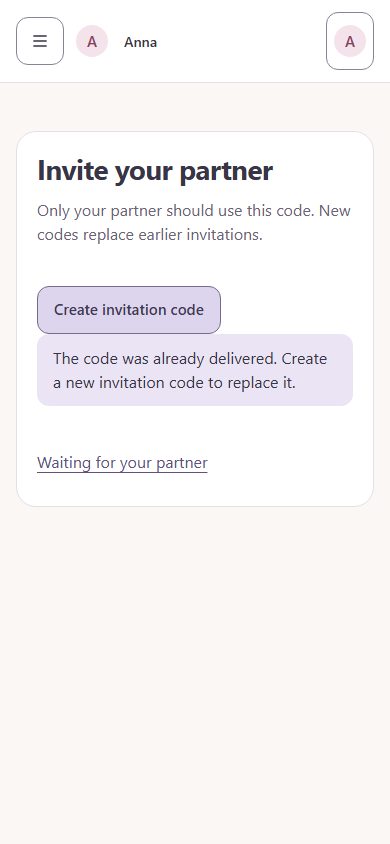 A
Anna
A
Invite your partner
Only your partner should use this code. New
codes replace earlier invitations.
Create invitation code
The code was already delivered. Create
a new invitation code to replace it.
Waiting for your partner